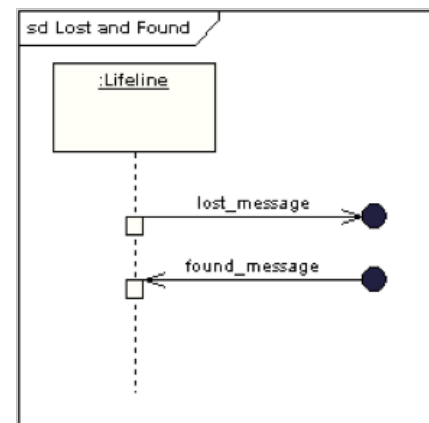 sd Lost and Found
:Lifeline
lost_message
found_message